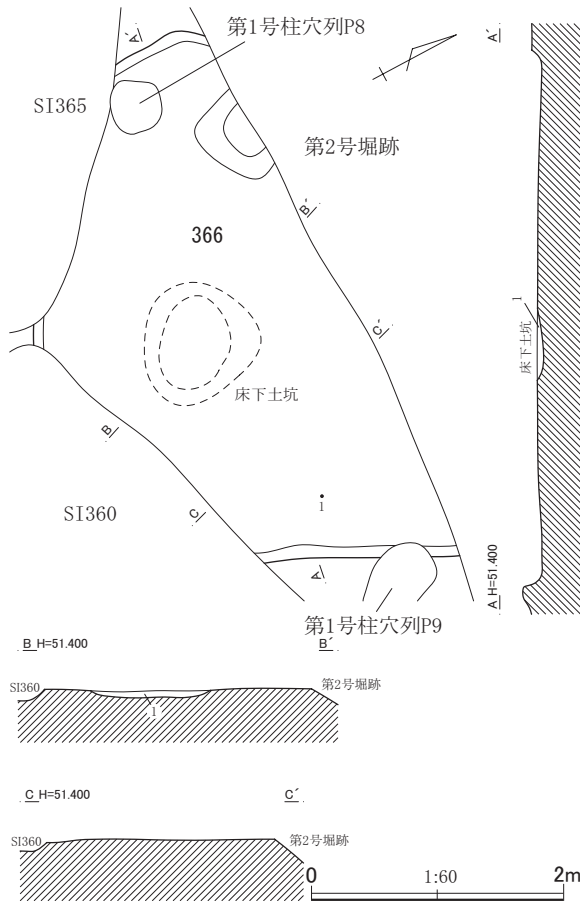 第1号柱穴列P8
A´
A´
SI365
第2号堀跡
B´
366
1
C´
床下土坑
床下土坑
B
C
SI360
1
A
A H=51.400
第1号柱穴列P9
B H=51.400
B´
SI360
第2号堀跡
1
C H=51.400
C´
SI360
第2号堀跡
0
1:60
2m